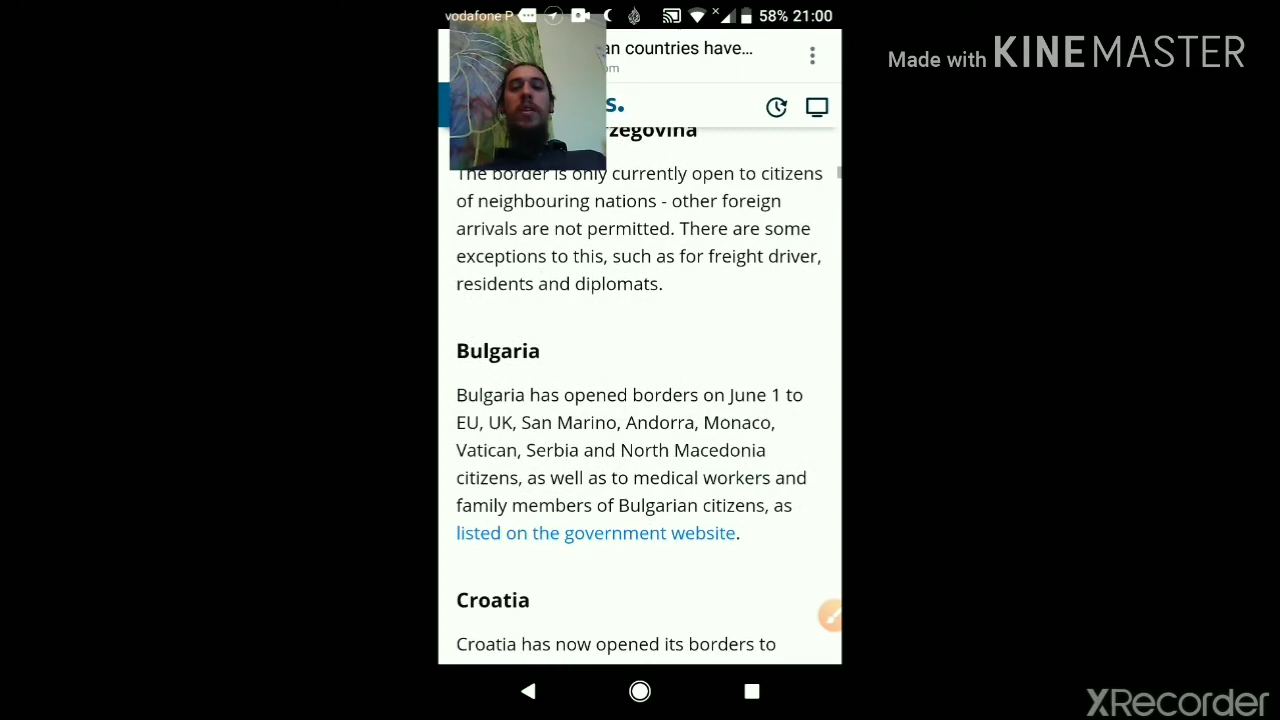 vodafone P
58% 21:00
Made with KINEMASTER
an countries have...
om
s.
rzegovina
The border is only currently open to citizens
of neighbouring nations - other foreign
arrivals are not permitted. There are some
exceptions to this, such as for freight driver,
residents and diplomats.
Bulgaria
Bulgaria has opened borders on June 1 to
EU, UK, San Marino, Andorra, Monaco,
Vatican, Serbia and North Macedonia
citizens, as well as to medical workers and
family members of Bulgarian citizens, as
listed on the government website.
Croatia
Croatia has now opened its borders to
XRecorder